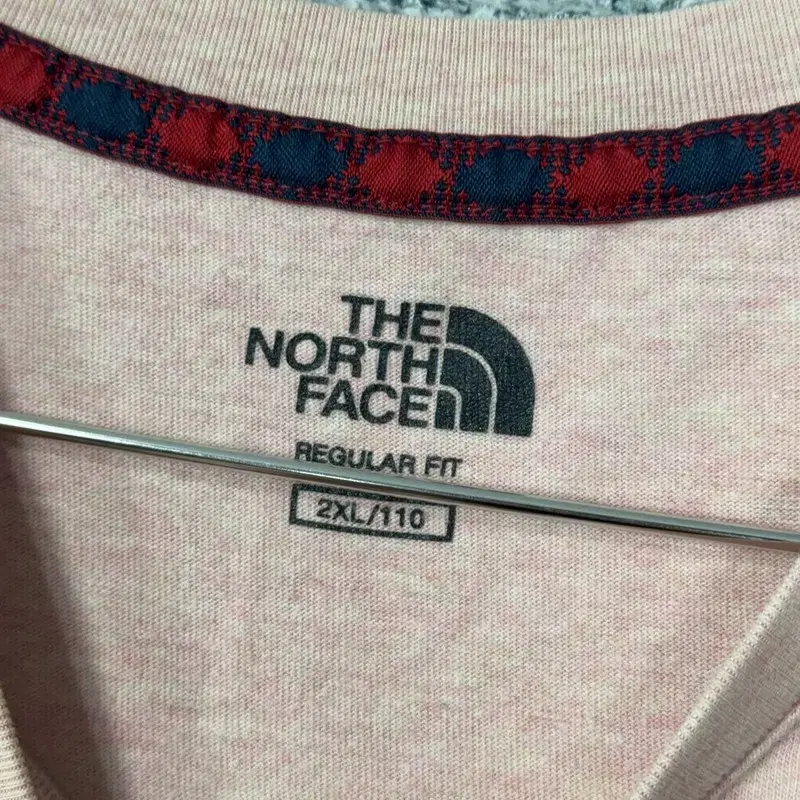 THE
NORTH
FACE
REGULAR FIT
2XL/110